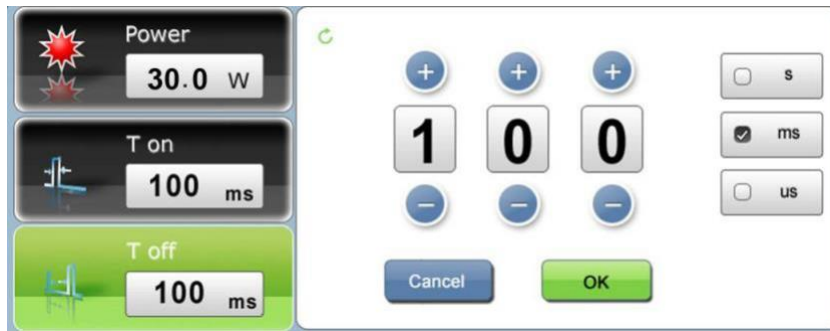 Power
30.0 W
T on
100 ms
T off
100 ms
+ + +
1 0 0
− − −
s
ms
us
Cancel
OK